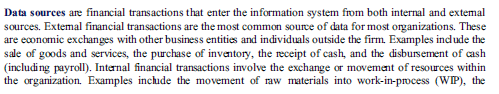 Data sources are financial transactions that enter the information system from both internal and external
sources. External financial transactions are the most common source of data for most organizations. These
are economic exchanges with other business entities and individuals outside the firm. Examples include the
sale of goods and services, the purchase of inventory, the receipt of cash, and the disbursement of cash
(including payroll). Internal financial transactions involve the exchange or movement of resources within
the organization. Examples include the movement of raw materials into work-in-process (WIP), the